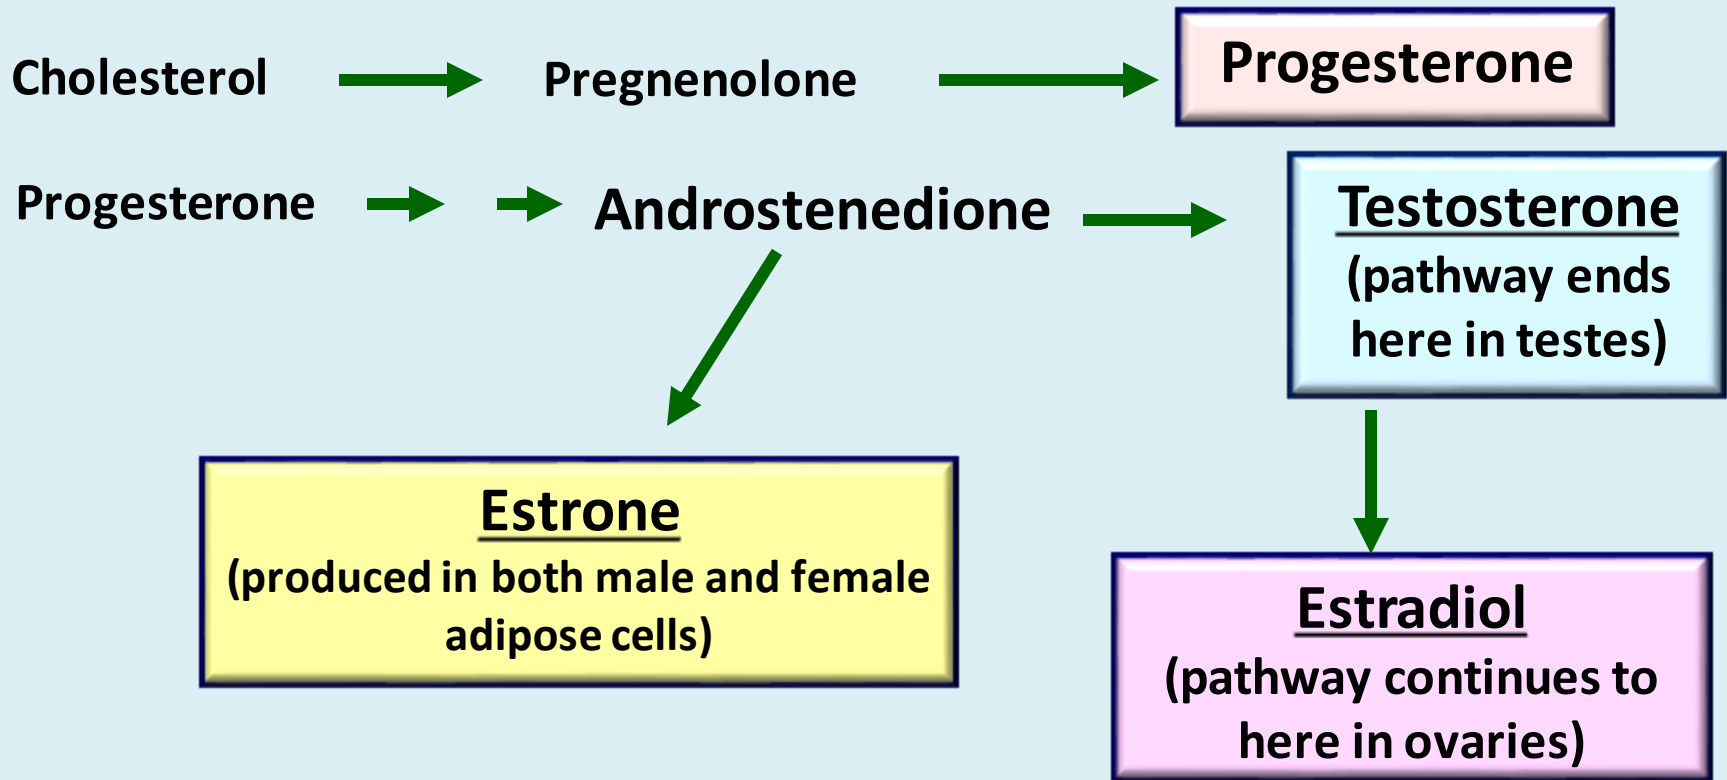 Cholesterol Pregnenolone Progesterone
Progesterone Androstenedione Testosterone
(pathway ends
here in testes)
Estrone
(produced in both male and female
adipose cells)
Estradiol
(pathway continues to
here in ovaries)